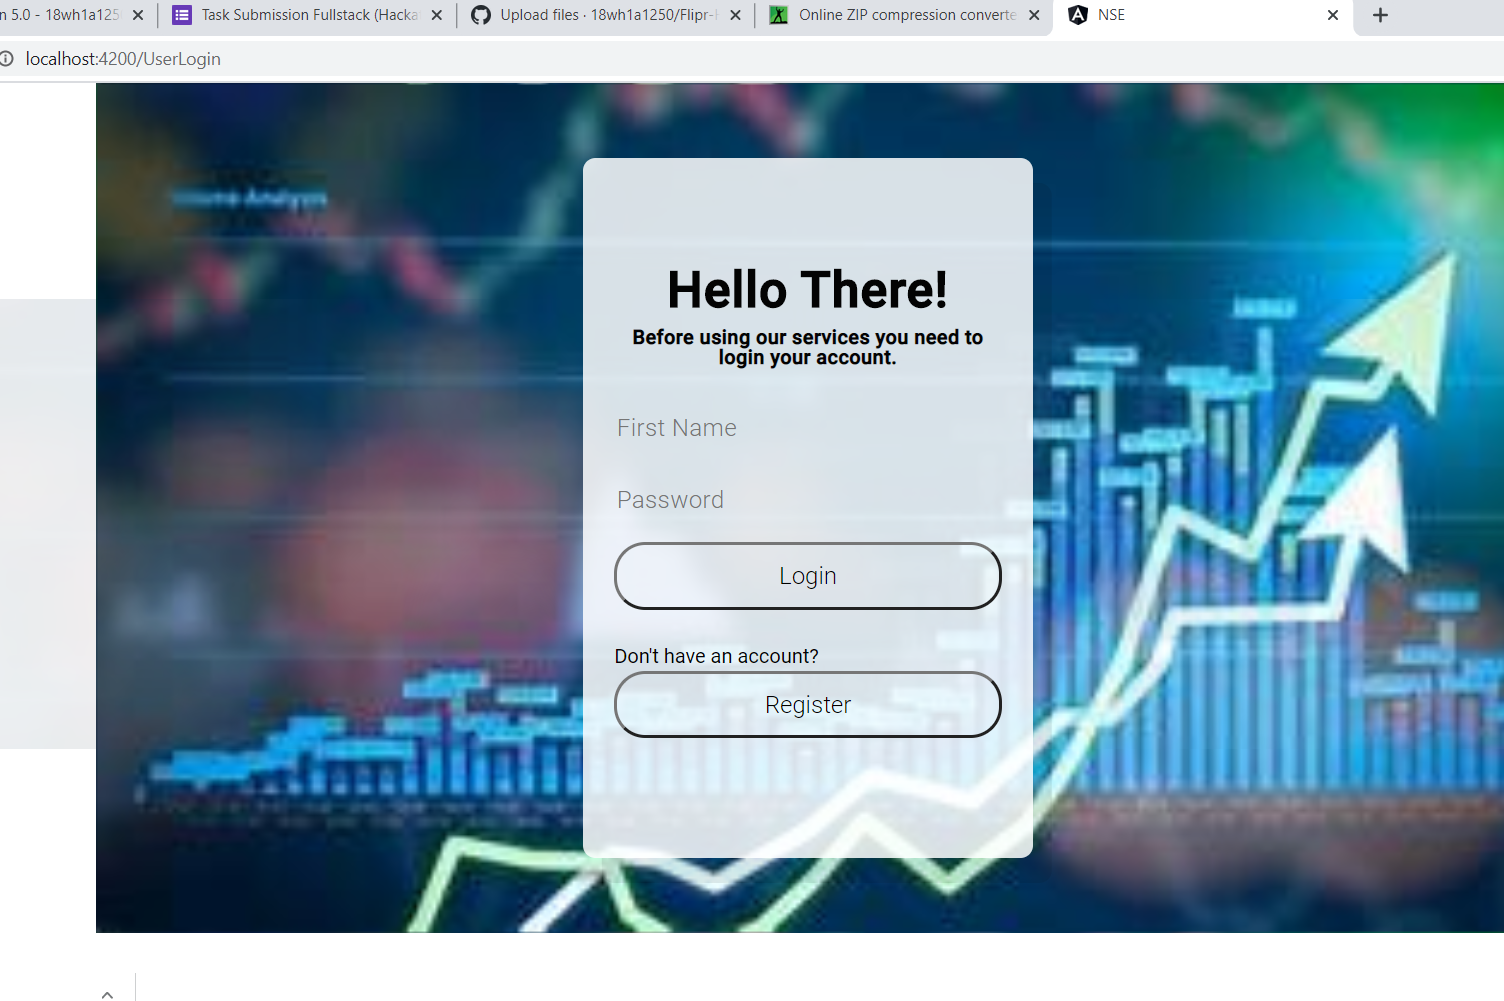 n 5.0 - 18wh1a125
Task Submission Fullstack (Hacka
Upload files · 18wh1a1250/Flipr-H
Online ZIP compression converte
NSE
localhost:4200/UserLogin
Analysis
Hello There!
Before using our services you need to
login your account.
First Name
Password
Login
Don't have an account?
Register